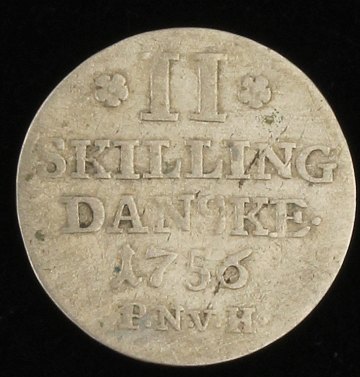 II
SKILLING
DANSKE·
1756
P.N.V.H.